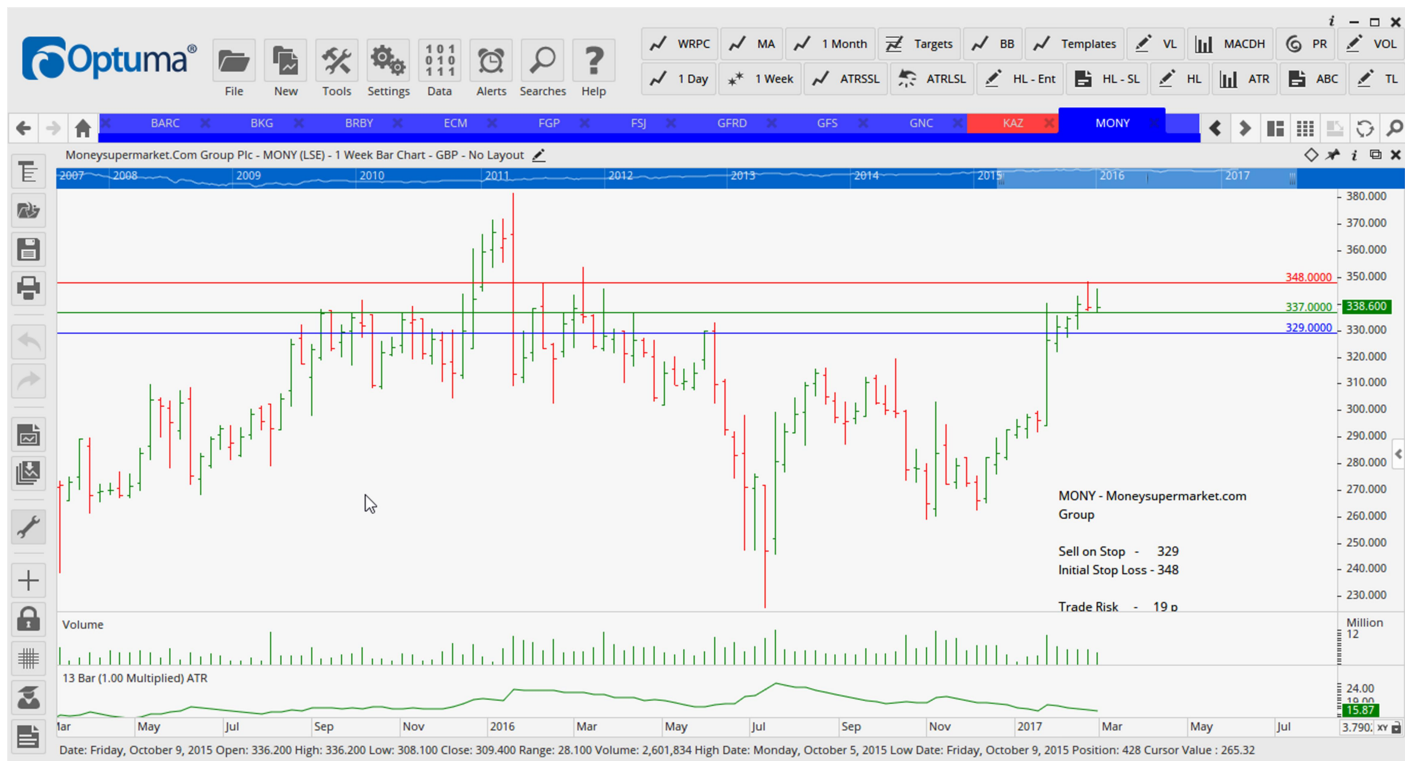 i
Optuma®
File
New
Tools
Settings
101
010
111
Data
Alerts
Searches
?
Help
WRPC
MA
1 Month
Targets
BB
Templates
VL
MACDH
PR
VOL
1 Day
1 Week
ATRSSL
ATRLSL
HL - Ent
HL - SL
HL
ATR
ABC
TL
BARC
BKG
BRBY
ECM
FGP
FSJ
GFRD
GFS
GNC
KAZ
MONY
Moneysupermarket.Com Group Plc - MONY (LSE) - 1 Week Bar Chart - GBP - No Layout
i
2007 2008 2009 2010 2011 2012 2013 2014 2015 2016 2017
380.000
370.000
360.000
350.000
348.0000
337.0000
338.600
329.0000
330.000
320.000
310.000
300.000
290.000
280.000
270.000
260.000
250.000
240.000
230.000
MONY - Moneysupermarket.com
Group
Sell on Stop - 329
Initial Stop Loss - 348
Trade Risk - 19 p
Volume
Million
12
13 Bar (1.00 Multiplied) ATR
24.00
15.87
May Jul Sep Nov 2016 Mar May Jul Sep Nov 2017 Mar May Jul
3.790: XY
Date: Friday, October 9, 2015 Open: 336.200 High: 336.200 Low: 308.100 Close: 309.400 Range: 28.100 Volume: 2,601,834 High Date: Monday, October 5, 2015 Low Date: Friday, October 9, 2015 Position: 428 Cursor Value : 265.32